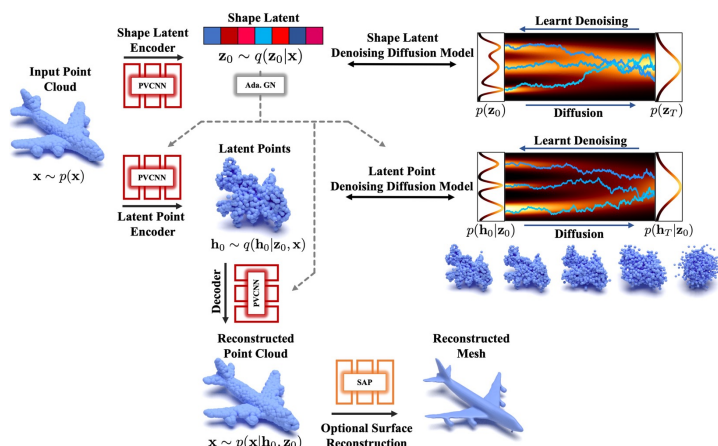 Shape Latent
Shape Latent
Encoder
Input Point
Cloud
PVCNN
z₀ ∼ q(z₀|x)
Ada. GN
Shape Latent
Denoising Diffusion Model
Learnt Denoising
p(z₀)
Diffusion
p(z_T)
x ∼ p(x)
PVCNN
Latent Point
Encoder
Latent Points
h₀ ∼ q(h₀|z₀, x)
Latent Point
Denoising Diffusion Model
Learnt Denoising
p(h₀|z₀)
Diffusion
p(h_T|z₀)
Decoder
PVCNN
Reconstructed
Point Cloud
x ∼ p(x|h₀, z₀)
SAP
Optional Surface
Reconstruction
Reconstructed
Mesh